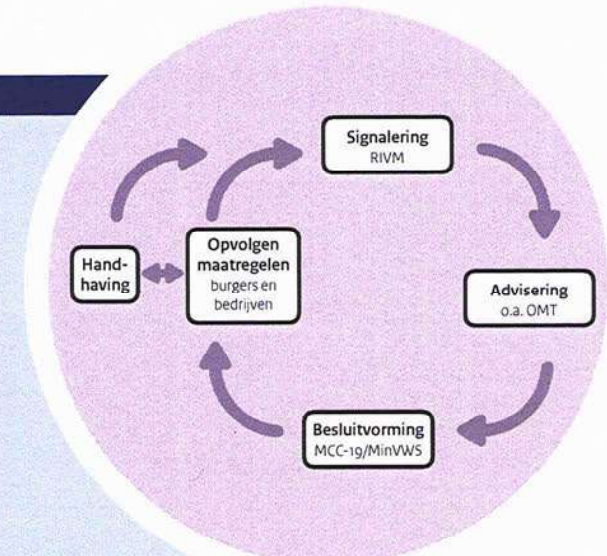 Signalering
RIVM
Hand-
having
Opvolgen
maatregelen
burgers en
bedrijven
Advisering
o.a. OMT
Besluitvorming
MCC-19/MinVWS